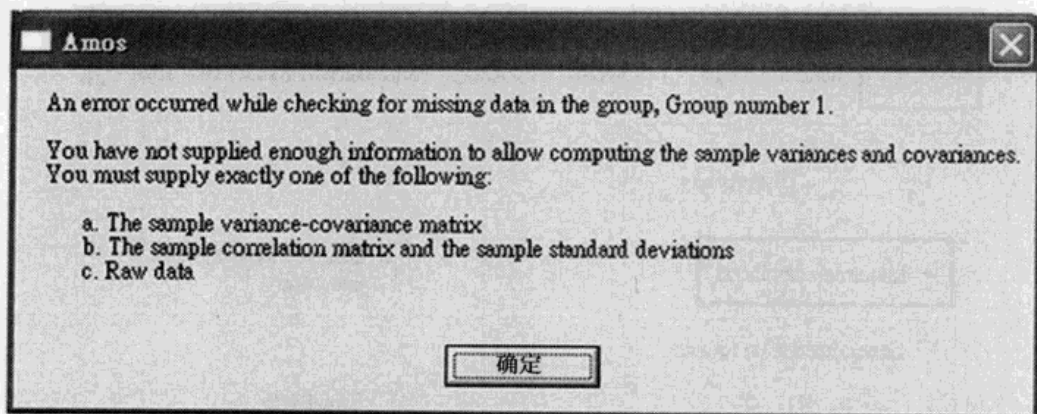 Amos
An error occurred while checking for missing data in the group, Group number 1.
You have not supplied enough information to allow computing the sample variances and covariances.
You must supply exactly one of the following:
a. The sample variance-covariance matrix
b. The sample correlation matrix and the sample standard deviations
c. Raw data
确定